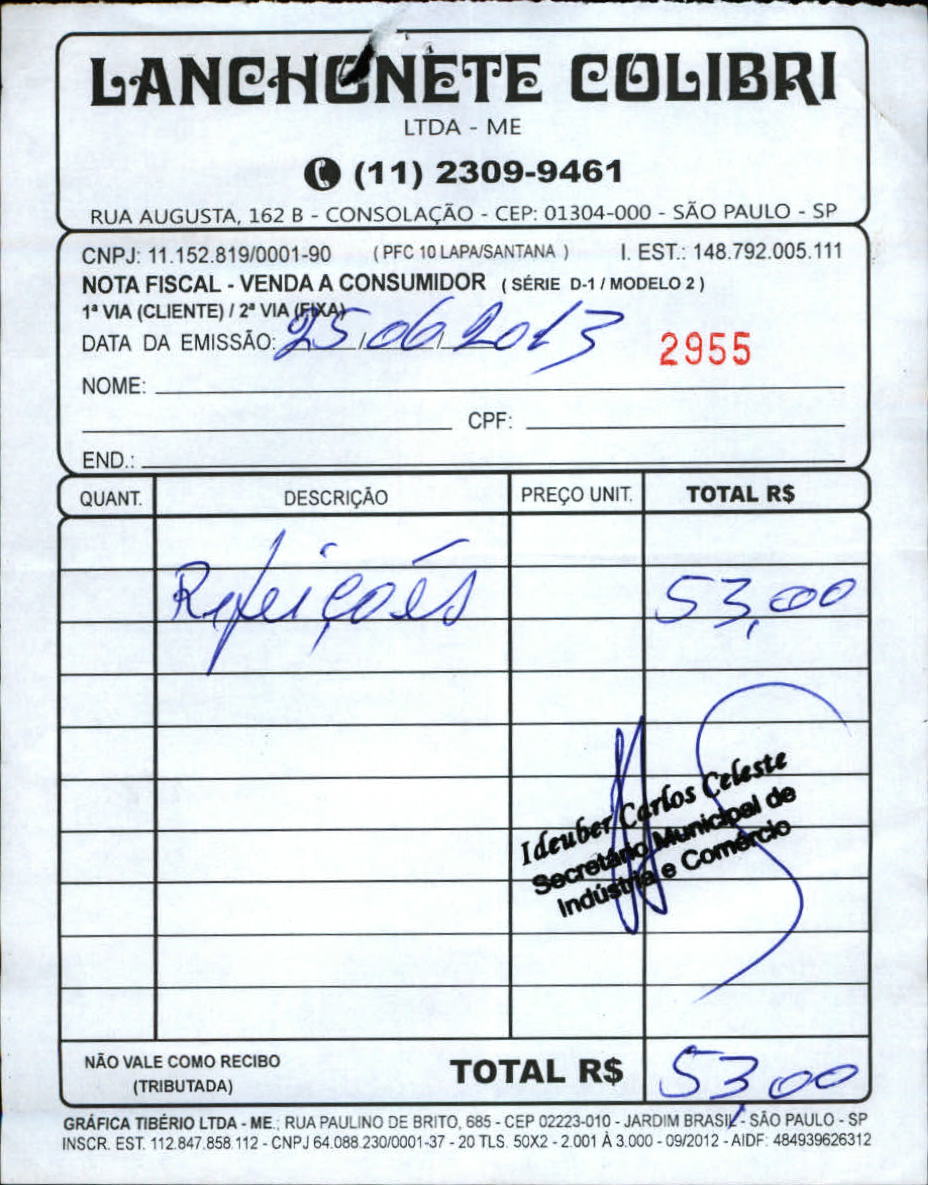 LANCHONETE COLIBRI
LTDA - ME
(11) 2309-9461
RUA AUGUSTA, 162 B - CONSOLAÇÃO - CEP: 01304-000 - SÃO PAULO - SP
CNPJ: 11.152.819/0001-90 (PFC 10 LAPA/SANTANA) I. EST.: 148.792.005.111
NOTA FISCAL - VENDA A CONSUMIDOR (SÉRIE D-1 / MODELO 2)
1ª VIA (CLIENTE) / 2ª VIA (FIXA)
DATA DA EMISSÃO: 25/06/2013 2955
NOME:
CPF:
END.:
QUANT. DESCRIÇÃO PREÇO UNIT. TOTAL R$
Refeições 53,00
Ideuber Carlos Celeste
Secretário Municipal de
Indústria e Comércio
NÃO VALE COMO RECIBO
(TRIBUTADA)
TOTAL R$ 53,00
GRÁFICA TIBÉRIO LTDA - ME.; RUA PAULINO DE BRITO, 685 - CEP 02223-010 - JARDIM BRASIL - SÃO PAULO - SP
INSCR. EST. 112.847.858.112 - CNPJ 64.088.230/0001-37 - 20 TLS. 50X2 - 2.001 À 3.000 - 09/2012 - AIDF: 484939626312